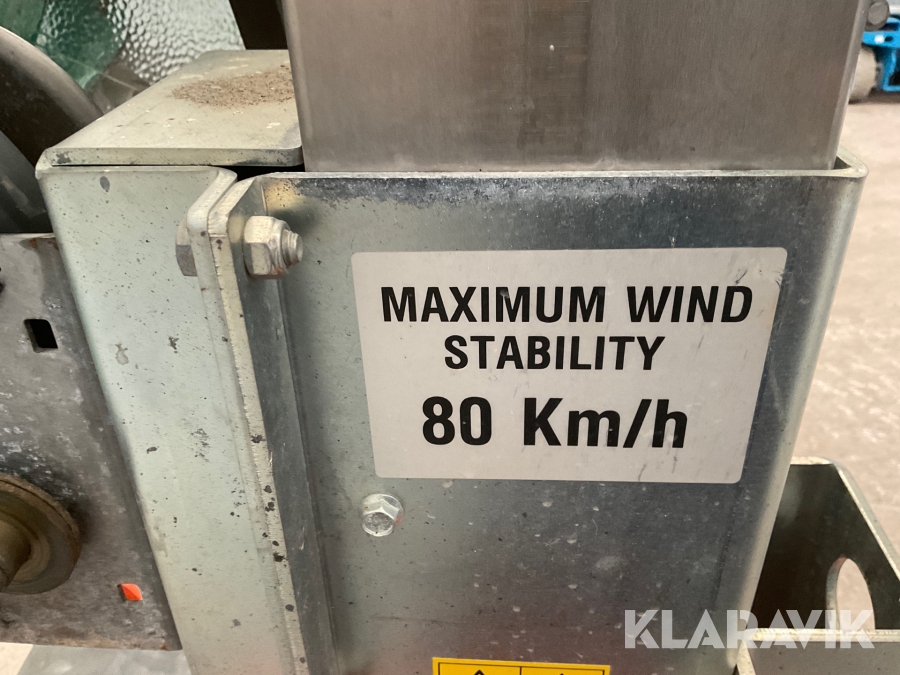 MAXIMUM WIND
STABILITY
80 Km/h
KLARAVIK